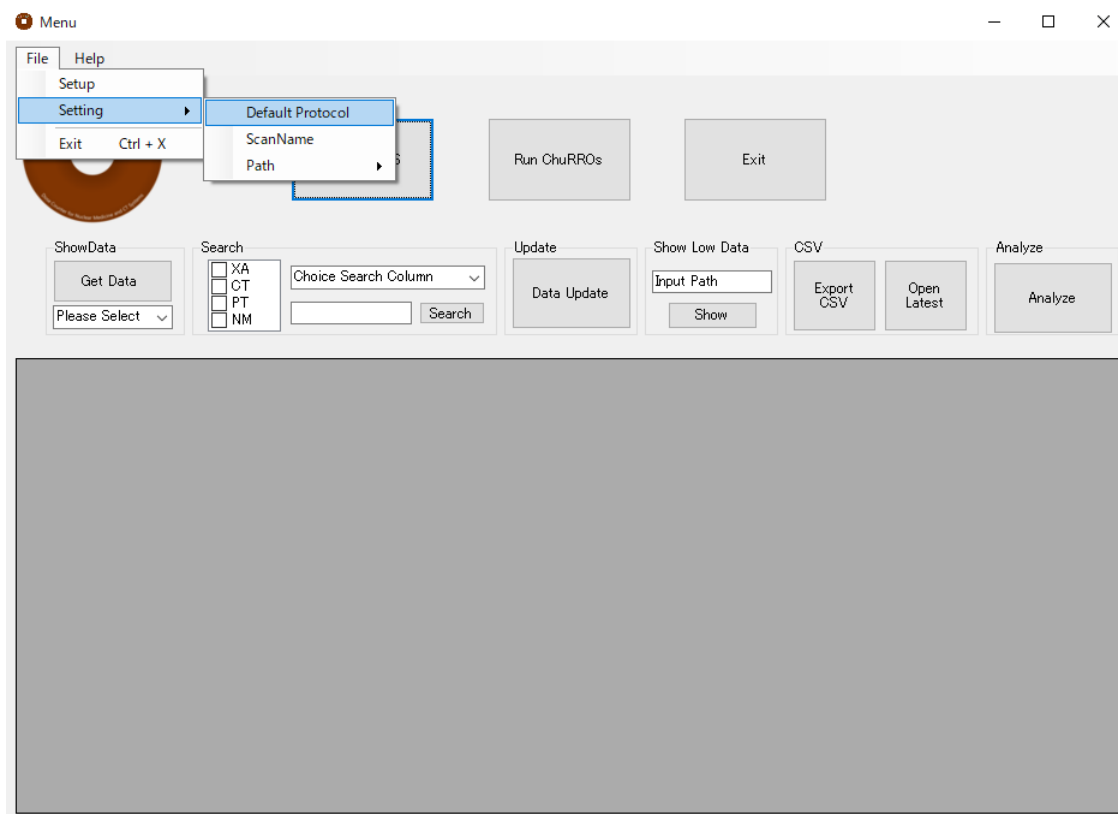 Menu
File Help
Setup
Setting
Exit Ctrl + X
Default Protocol
ScanName
Path
Run ChuRROs
Exit
ShowData
Get Data
Please Select
Search
XA
CT
PT
NM
Choice Search Column
Search
Update
Data Update
Show Low Data
Input Path
Show
CSV
Export
CSV
Open
Latest
Analyze
Analyze